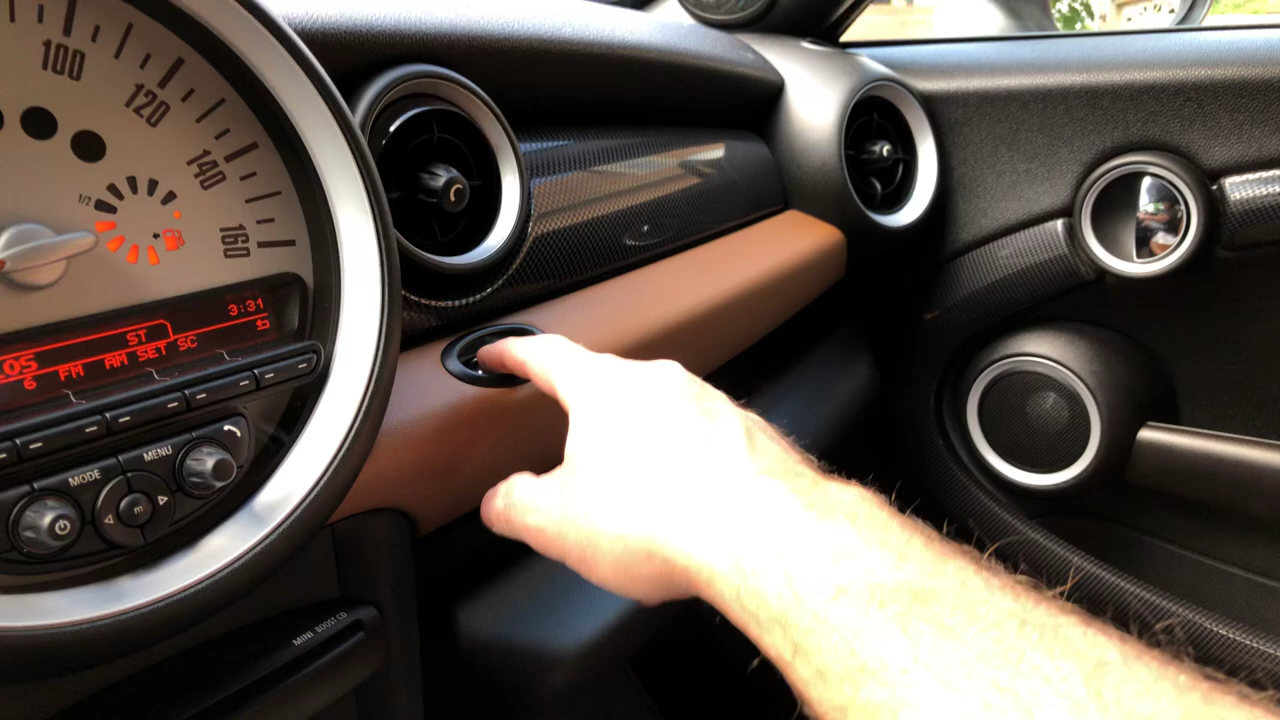 100
120
140
160
1/2
3:31
ST
05
6 FM AM SET SC
MODE
MENU
E
MINI BOOST CD